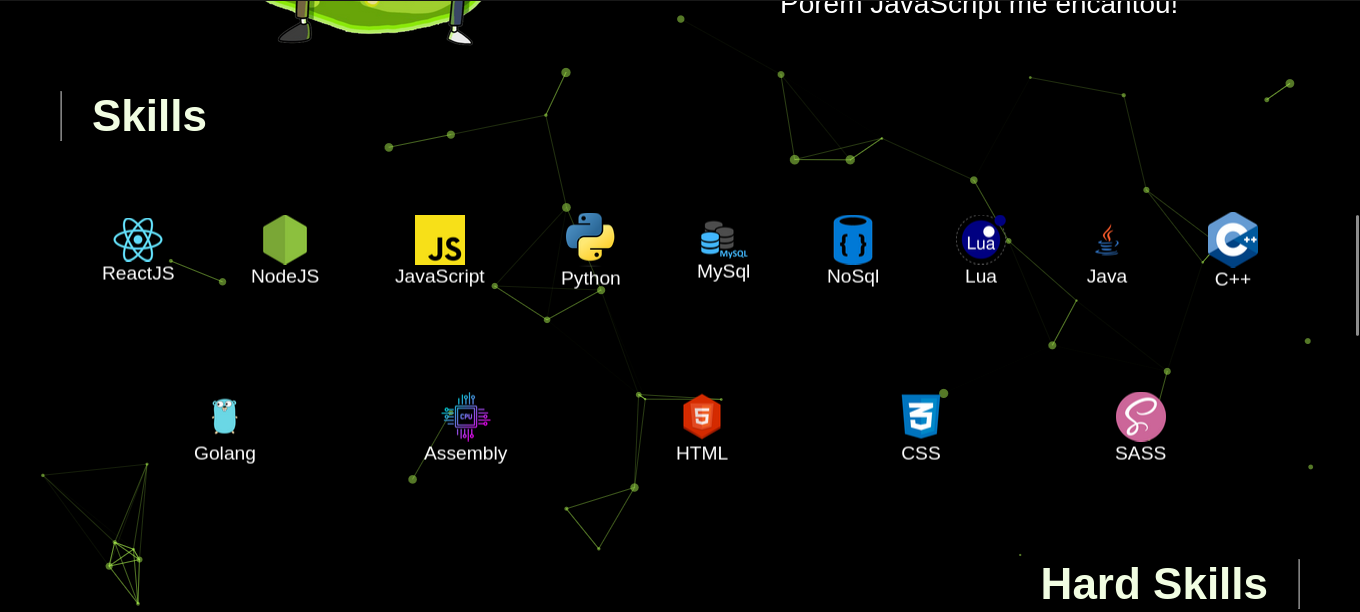 Porém JavaScript me encantou!
Skills
JS
MySQL
Lua
ReactJS NodeJS JavaScript Python MySql NoSql Lua Java C++
CPU
5
3
Golang Assembly HTML CSS SASS
Hard Skills